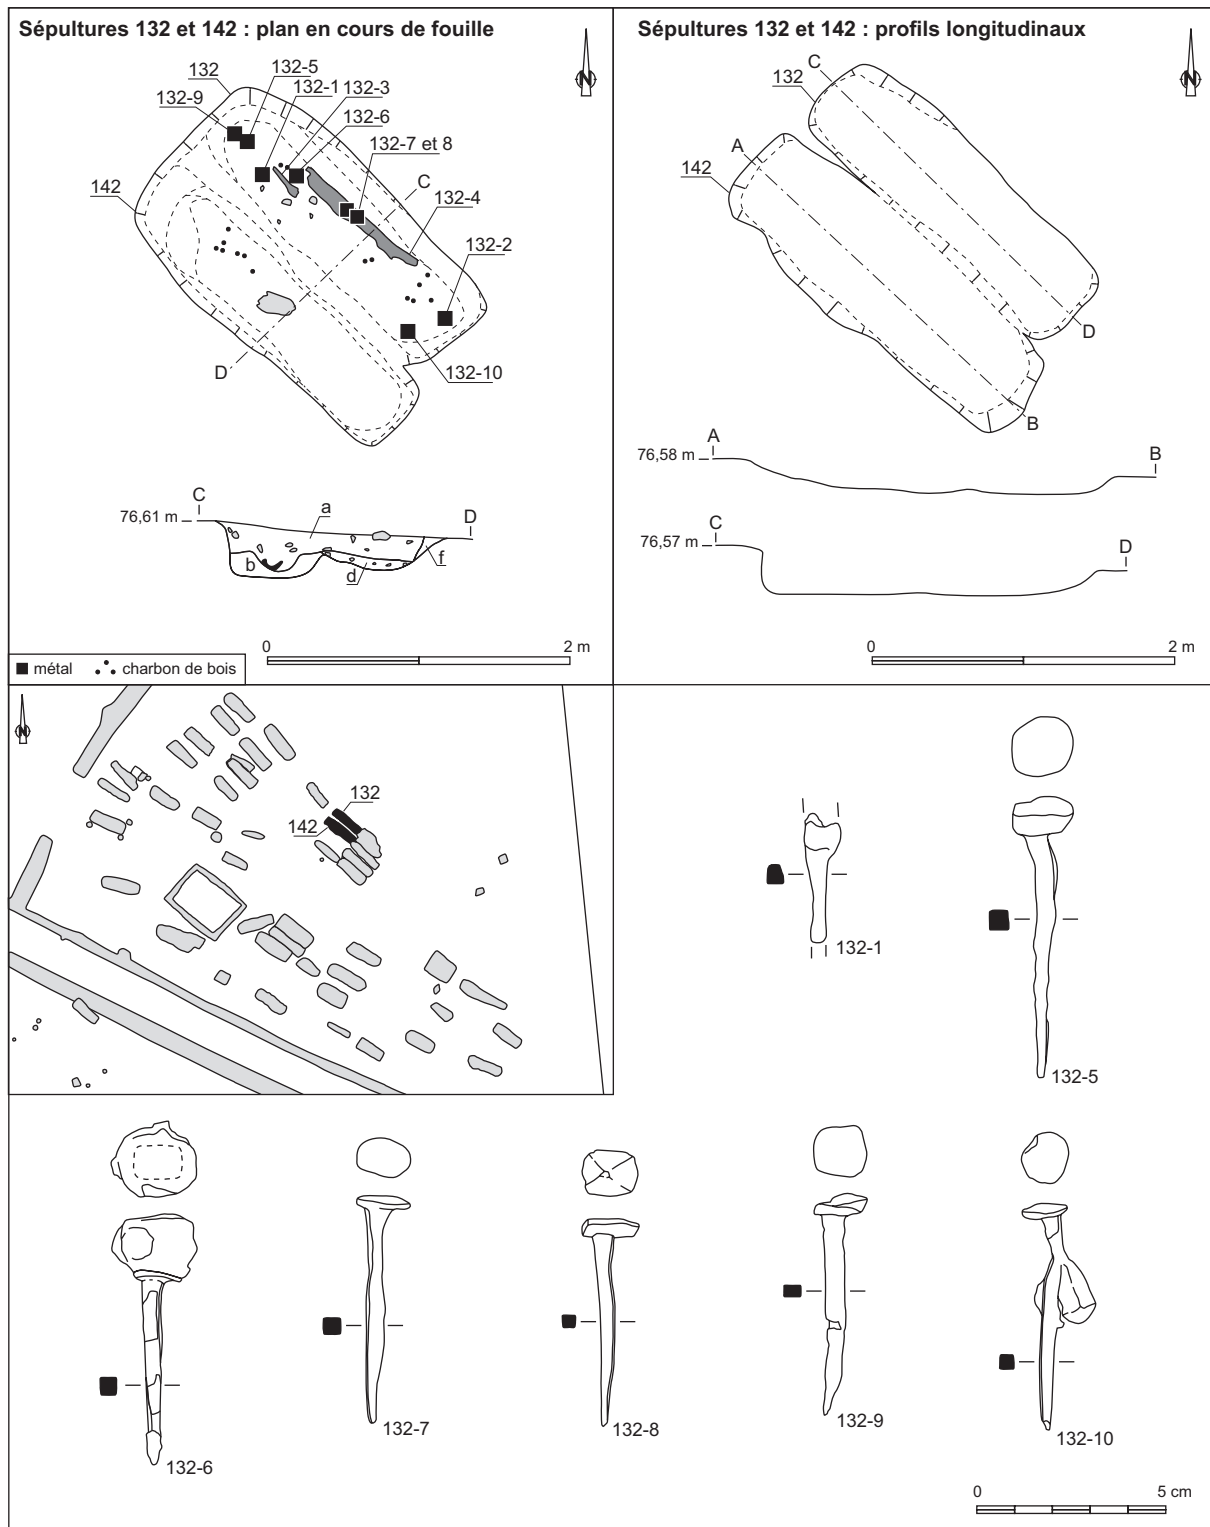 Sépultures 132 et 142 : plan en cours de fouille
N
132
132-5
132-1
132-3
132-9
132-6
132-7 et 8
142
C
132-4
132-2
D
132-10
C
a
76,61 m
D
b
d
f
0
2 m
métal
charbon de bois
Sépultures 132 et 142 : profils longitudinaux
N
C
132
A
142
D
B
A
76,58 m
B
C
76,57 m
D
0
2 m
N
132
142
132-1
132-5
132-6
132-7
132-8
132-9
132-10
0
5 cm